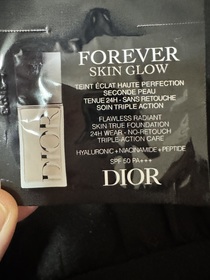 FOREVER
SKIN GLOW
TEINT ÉCLAT HAUTE PERFECTION
SECONDE PEAU
TENUE 24H - SANS RETOUCHE
SOIN TRIPLE ACTION
FLAWLESS RADIANT
SKIN TRUE FOUNDATION
24H WEAR - NO-RETOUCH
TRIPLE-ACTION CARE
HYALURONIC + NIACINAMIDE + PEPTIDE
SPF 50 PA+++
DIOR
DIOR